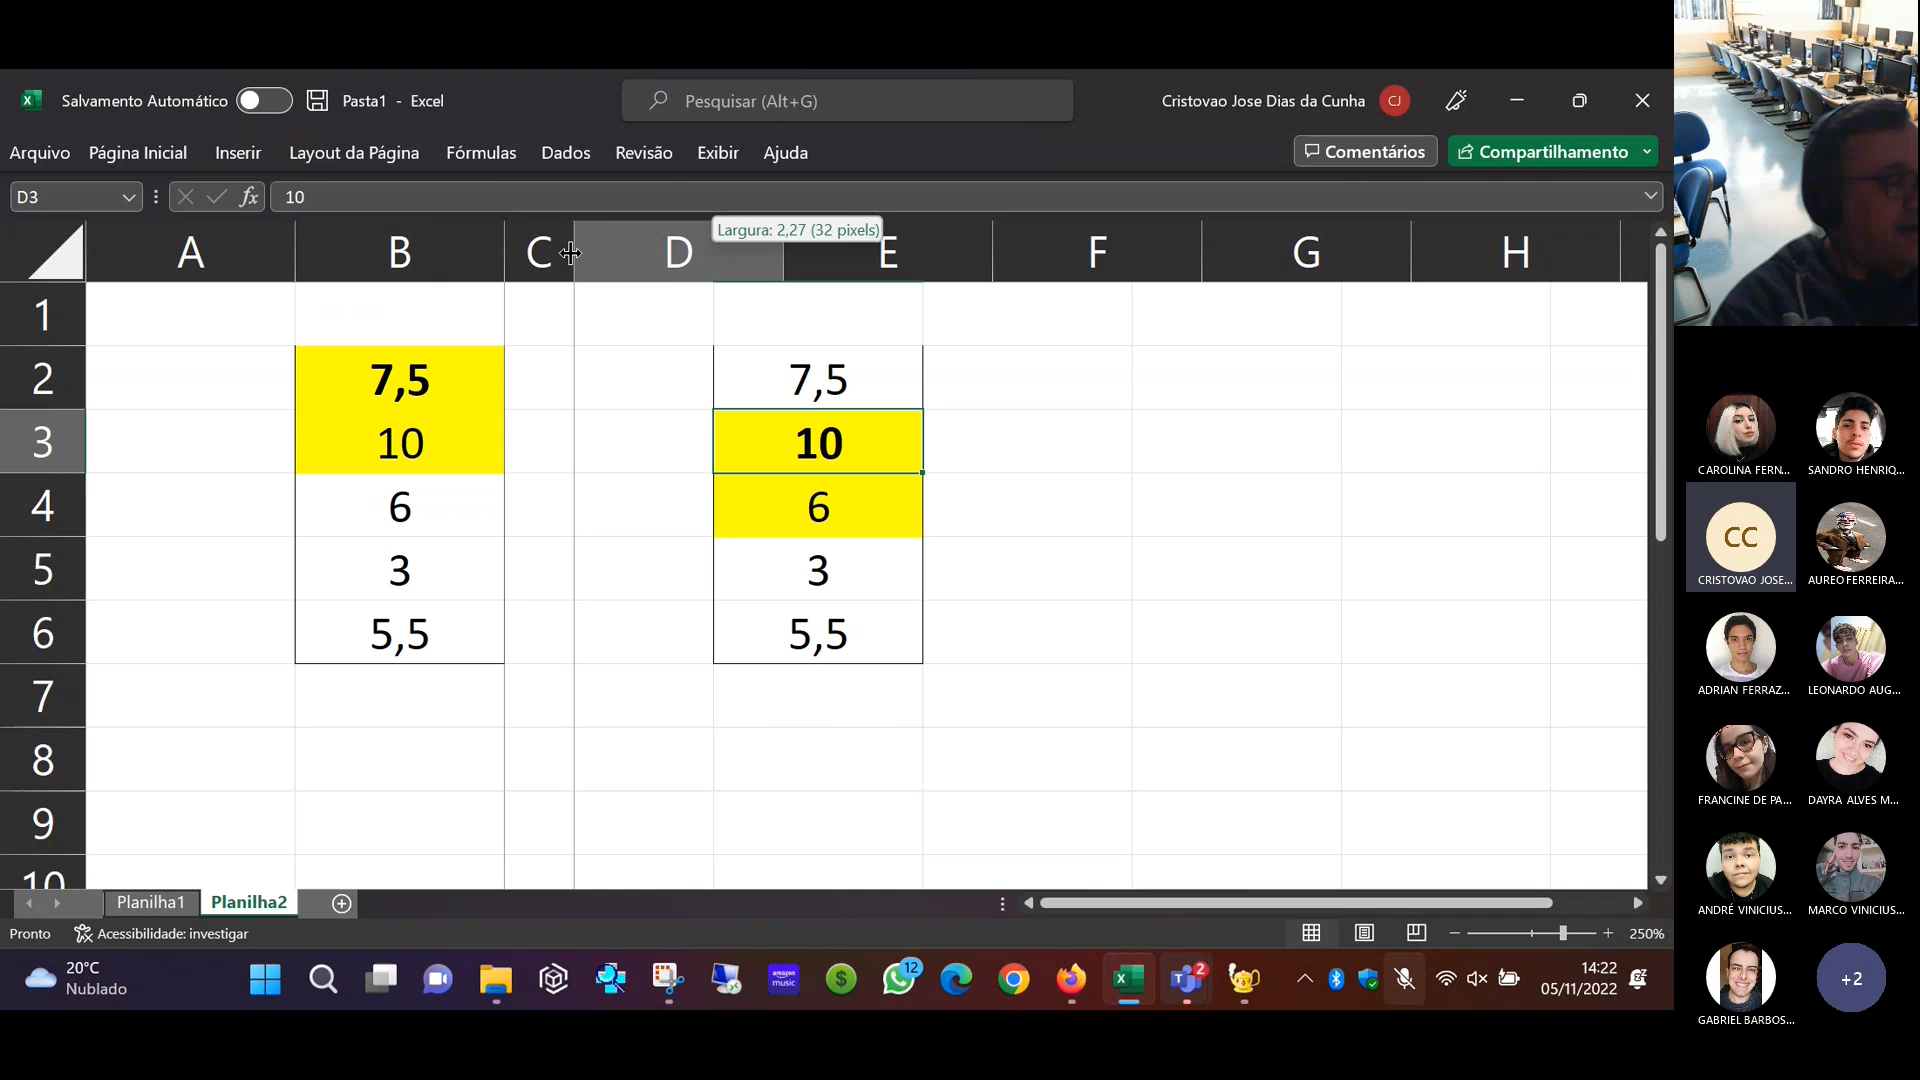 Salvamento Automático
Pasta1 - Excel
Pesquisar (Alt+G)
Cristovao Jose Dias da Cunha
CJ
Arquivo Página Inicial Inserir Layout da Página Fórmulas Dados Revisão Exibir Ajuda
Comentários
Compartilhamento
D3
fx
10
Largura: 2,27 (32 pixels)
A B C D E F G H
1
2 7,5 7,5
3 10 10
4 6 6
5 3 3
6 5,5 5,5
7
8
9
10
Planilha1 Planilha2
Pronto
Acessibilidade: investigar
250%
20°C
Nublado
amazon music
12
2
14:22
05/11/2022
CAROLINA FERN...
SANDRO HENRIQ...
CC
CRISTOVAO JOSE...
AUREO FERREIRA...
ADRIAN FERRAZ...
LEONARDO AUG...
FRANCINE DE PA...
DAYRA ALVES M...
ANDRÉ VINICIUS...
MARCO VINICIUS...
GABRIEL BARBOS...
+2